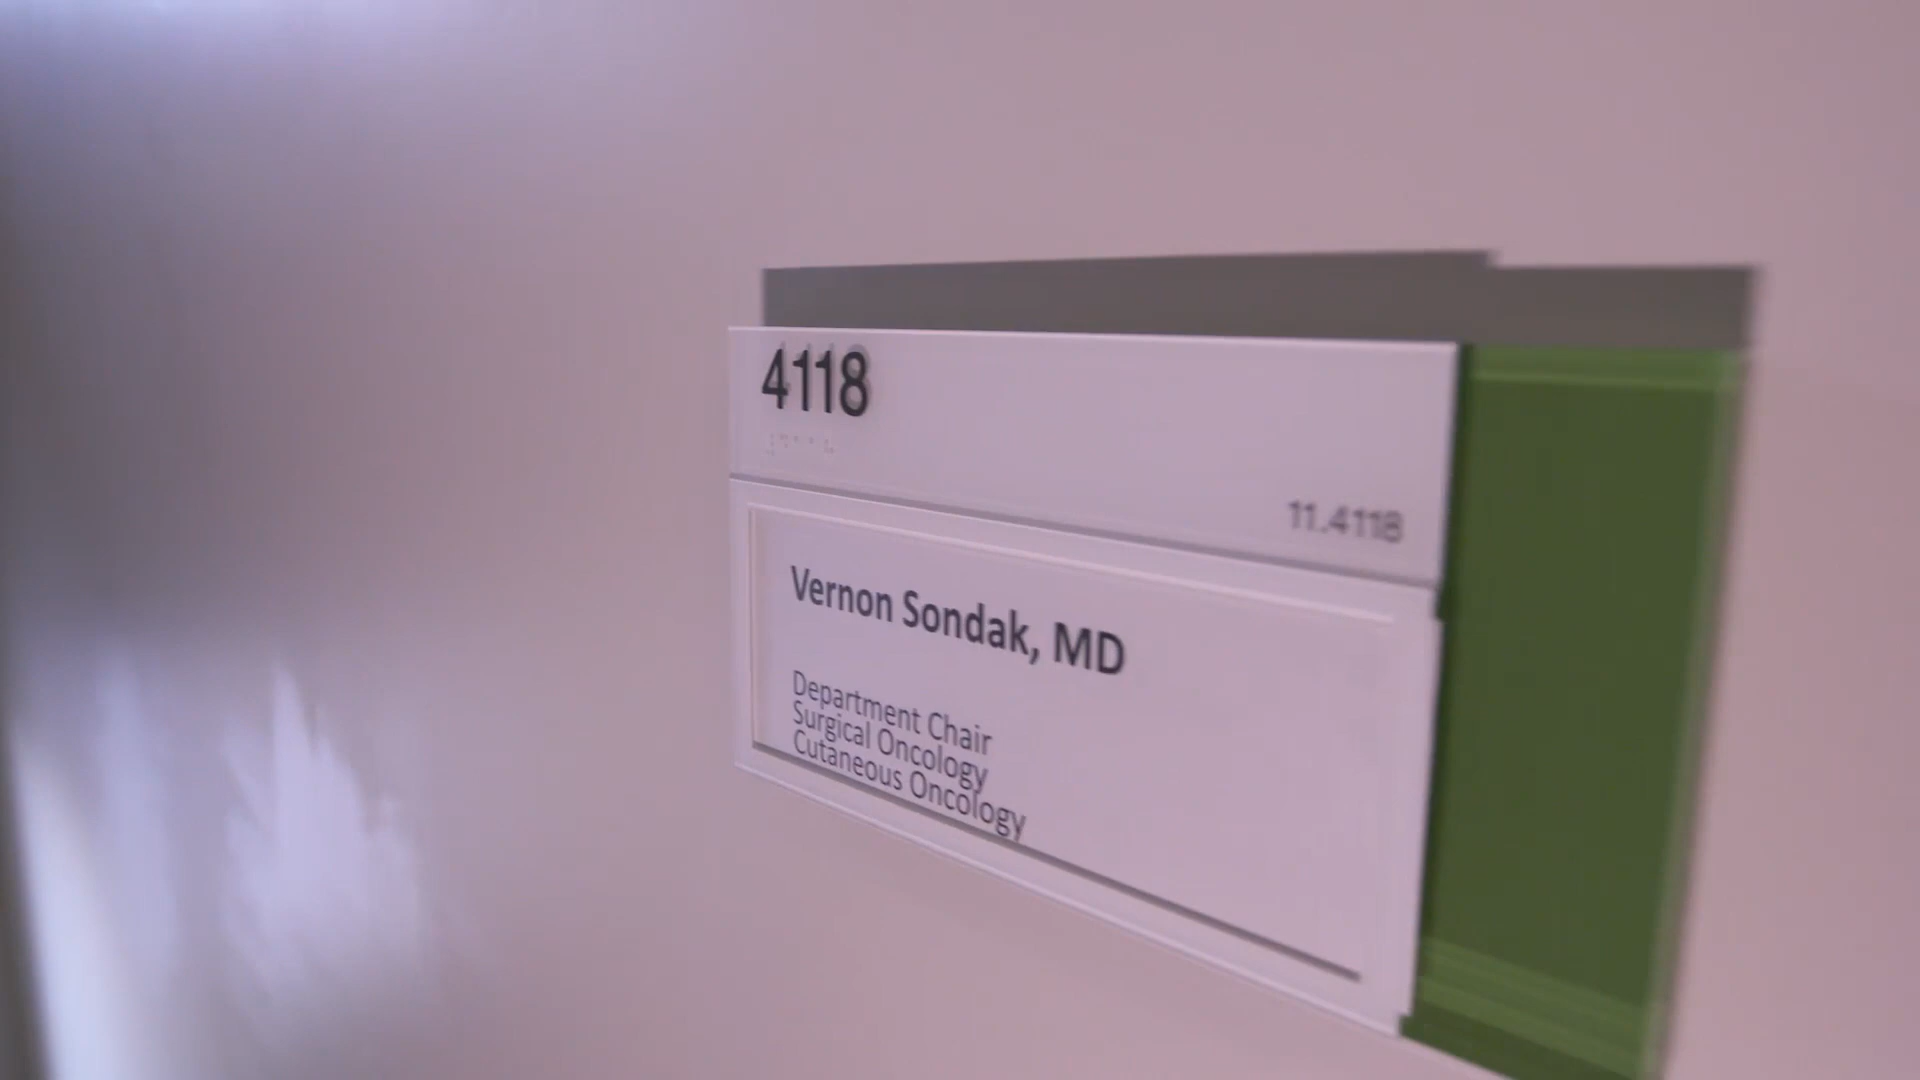 4118
11.4118
Vernon Sondak, MD
Department Chair
Surgical Oncology
Cutaneous Oncology